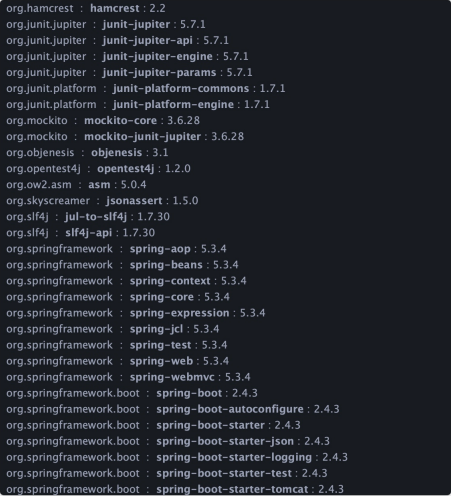 org.hamcrest : hamcrest : 2.2
org.junit.jupiter : junit-jupiter : 5.7.1
org.junit.jupiter : junit-jupiter-api : 5.7.1
org.junit.jupiter : junit-jupiter-engine : 5.7.1
org.junit.jupiter : junit-jupiter-params : 5.7.1
org.junit.platform : junit-platform-commons : 1.7.1
org.junit.platform : junit-platform-engine : 1.7.1
org.mockito : mockito-core : 3.6.28
org.mockito : mockito-junit-jupiter : 3.6.28
org.objenesis : objenesis : 3.1
org.opentest4j : opentest4j : 1.2.0
org.ow2.asm : asm : 5.0.4
org.skyscreamer : jsonassert : 1.5.0
org.slf4j : jul-to-slf4j : 1.7.30
org.slf4j : slf4j-api : 1.7.30
org.springframework : spring-aop : 5.3.4
org.springframework : spring-beans : 5.3.4
org.springframework : spring-context : 5.3.4
org.springframework : spring-core : 5.3.4
org.springframework : spring-expression : 5.3.4
org.springframework : spring-jcl : 5.3.4
org.springframework : spring-test : 5.3.4
org.springframework : spring-web : 5.3.4
org.springframework : spring-webmvc : 5.3.4
org.springframework.boot : spring-boot : 2.4.3
org.springframework.boot : spring-boot-autoconfigure : 2.4.3
org.springframework.boot : spring-boot-starter : 2.4.3
org.springframework.boot : spring-boot-starter-json : 2.4.3
org.springframework.boot : spring-boot-starter-logging : 2.4.3
org.springframework.boot : spring-boot-starter-test : 2.4.3
org.springframework.boot : spring-boot-starter-tomcat : 2.4.3